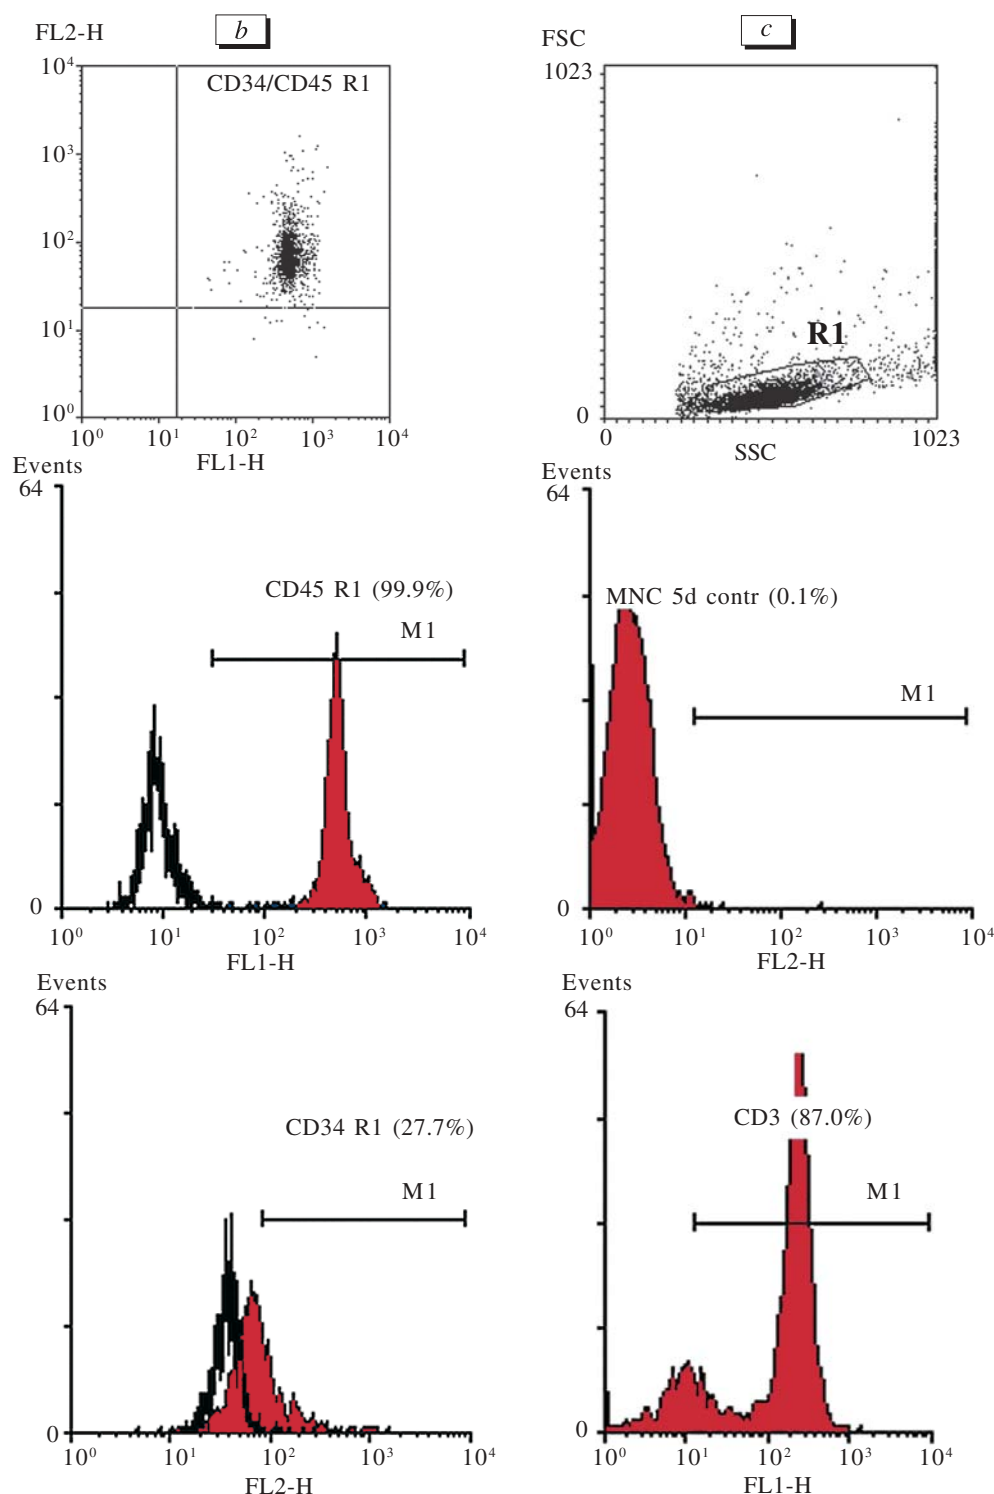 b
FL2-H
10⁴
10³
10²
10¹
10⁰
CD34/CD45 R1
10⁰ 10¹ 10² 10³ 10⁴
FL1-H
c
FSC
1023
0
R1
0 1023
SSC
Events
64
0
CD45 R1 (99.9%)
M1
10⁰ 10¹ 10² 10³ 10⁴
FL1-H
Events
64
0
MNC 5d contr (0.1%)
M1
10⁰ 10¹ 10² 10³ 10⁴
FL2-H
Events
64
0
CD34 R1 (27.7%)
M1
10⁰ 10¹ 10² 10³ 10⁴
FL2-H
Events
64
0
CD3 (87.0%)
M1
10⁰ 10¹ 10² 10³ 10⁴
FL1-H